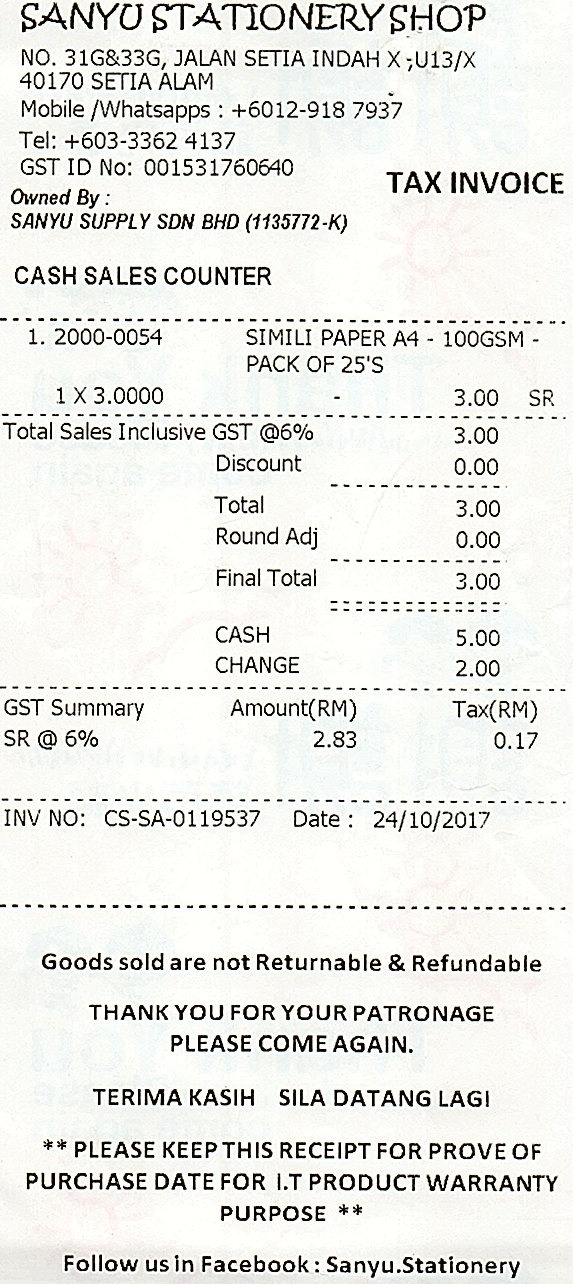 SANYU STATIONERY SHOP
NO. 31G&33G, JALAN SETIA INDAH X ,U13/X
40170 SETIA ALAM
Mobile /Whatsapps : +6012-918 7937
Tel: +603-3362 4137
GST ID No: 001531760640
TAX INVOICE
Owned By :
SANYU SUPPLY SDN BHD (1135772-K)
CASH SALES COUNTER
1. 2000-0054 SIMILI PAPER A4 - 100GSM -
PACK OF 25'S
1 X 3.0000 - 3.00 SR
Total Sales Inclusive GST @6% 3.00
Discount 0.00
Total 3.00
Round Adj 0.00
Final Total 3.00
CASH 5.00
CHANGE 2.00
GST Summary Amount(RM) Tax(RM)
SR @ 6% 2.83 0.17
INV NO: CS-SA-0119537 Date : 24/10/2017
Goods sold are not Returnable & Refundable
THANK YOU FOR YOUR PATRONAGE
PLEASE COME AGAIN.
TERIMA KASIH SILA DATANG LAGI
** PLEASE KEEP THIS RECEIPT FOR PROVE OF
PURCHASE DATE FOR I.T PRODUCT WARRANTY
PURPOSE **
Follow us in Facebook : Sanyu.Stationery